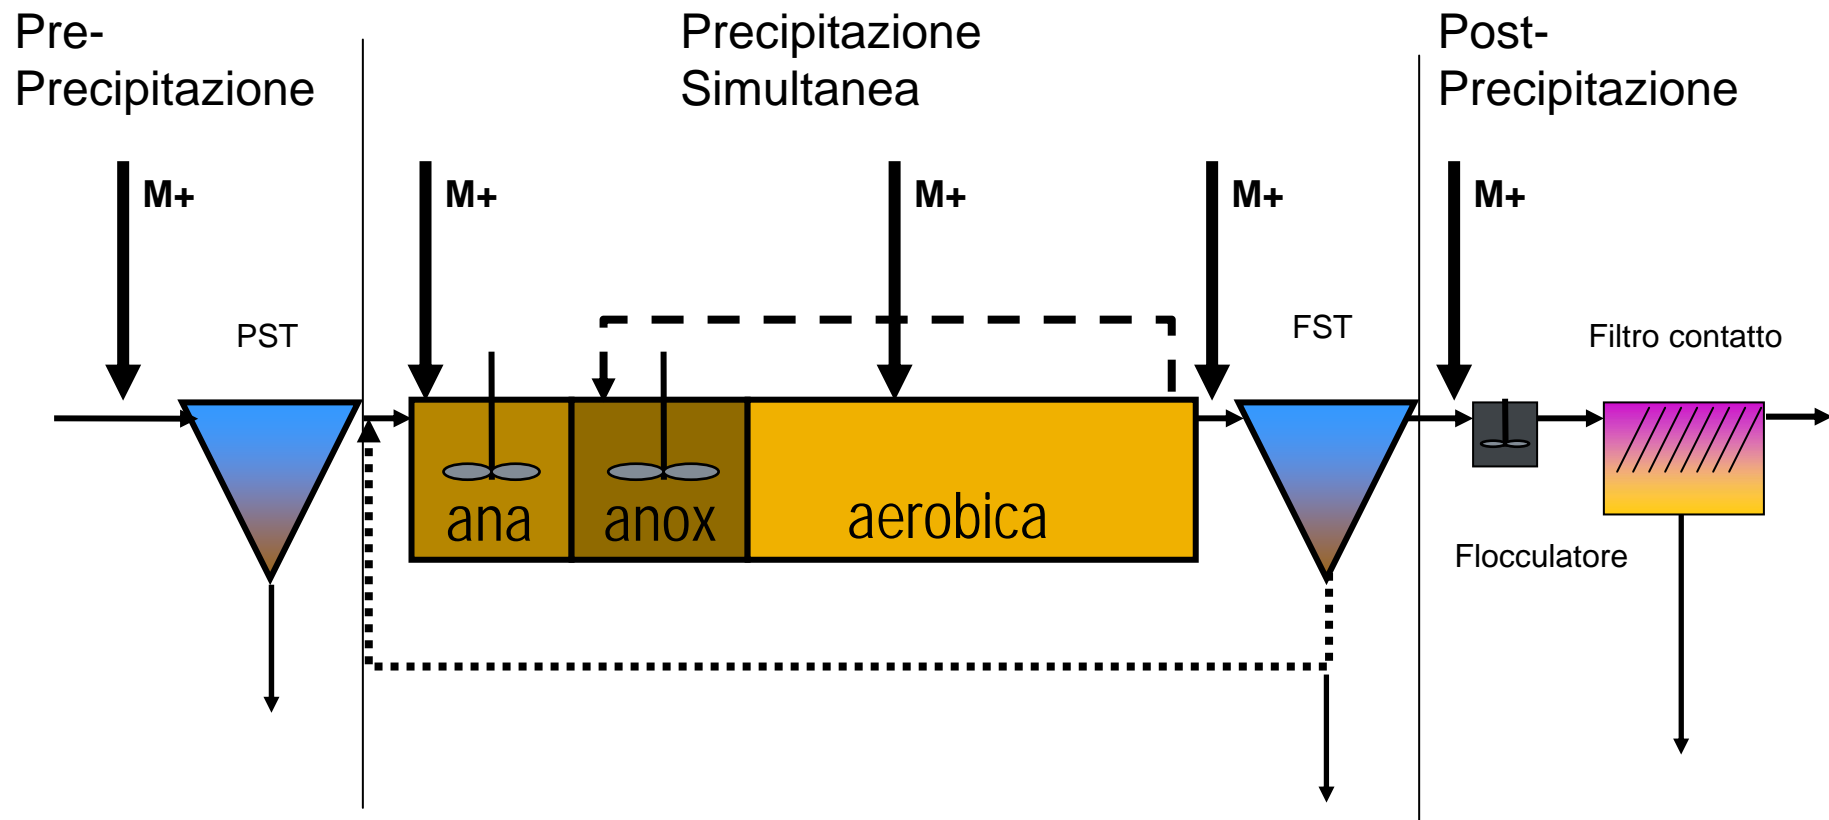 Pre-
Precipitazione
Precipitazione
Simultanea
Post-
Precipitazione
M+
M+
M+
M+
M+
PST
FST
Filtro contatto
ana
anox
aerobica
Flocculatore